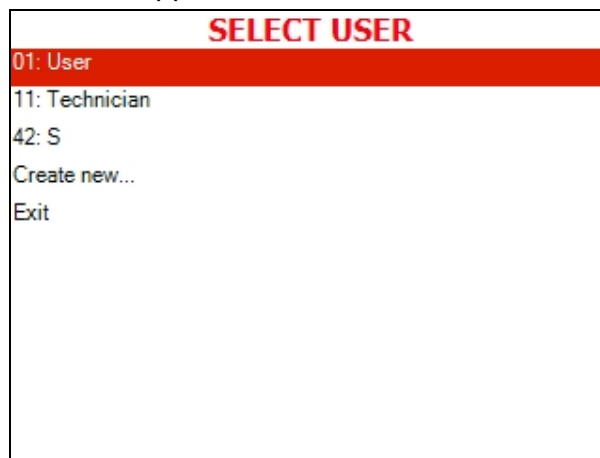 SELECT USER
01: User
11: Technician
42: S
Create new...
Exit